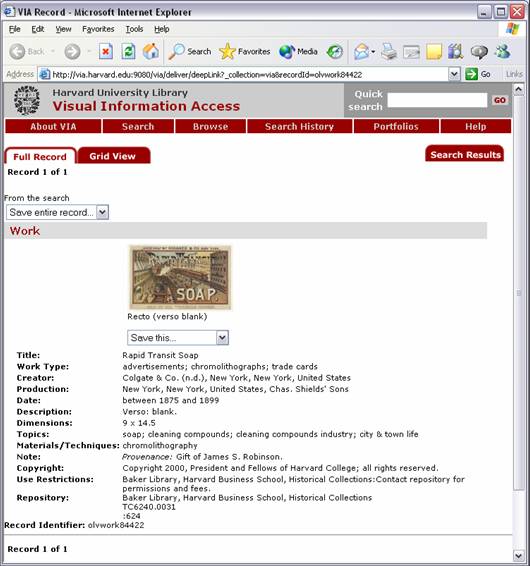 VIA Record - Microsoft Internet Explorer
File Edit View Favorites Tools Help
Back Search Favorites Media
Address http://via.harvard.edu:9080/via/deliver/deepLink?_collection=via&recordId=olvwork84422 Go Links
Harvard University Library
Visual Information Access
Quick search GO
About VIA Search Browse Search History Portfolios Help
Full Record Grid View Search Results
Record 1 of 1
From the search
Save entire record...
Work
SOAP.
Recto (verso blank)
Save this...
Title: Rapid Transit Soap
Work Type: advertisements; chromolithographs; trade cards
Creator: Colgate & Co. (n.d.), New York, New York, United States
Production: New York, New York, United States, Chas. Shields' Sons
Date: between 1875 and 1899
Description: Verso: blank.
Dimensions: 9 x 14.5
Topics: soap; cleaning compounds; cleaning compounds industry; city & town life
Materials/Techniques: chromolithography
Note: Provenance: Gift of James S. Robinson.
Copyright: Copyright 2000, President and Fellows of Harvard College; all rights reserved.
Use Restrictions: Baker Library, Harvard Business School, Historical Collections:Contact repository for
permissions and fees.
Repository: Baker Library, Harvard Business School, Historical Collections
TC6240.0031
:624
Record Identifier: olvwork84422
Record 1 of 1